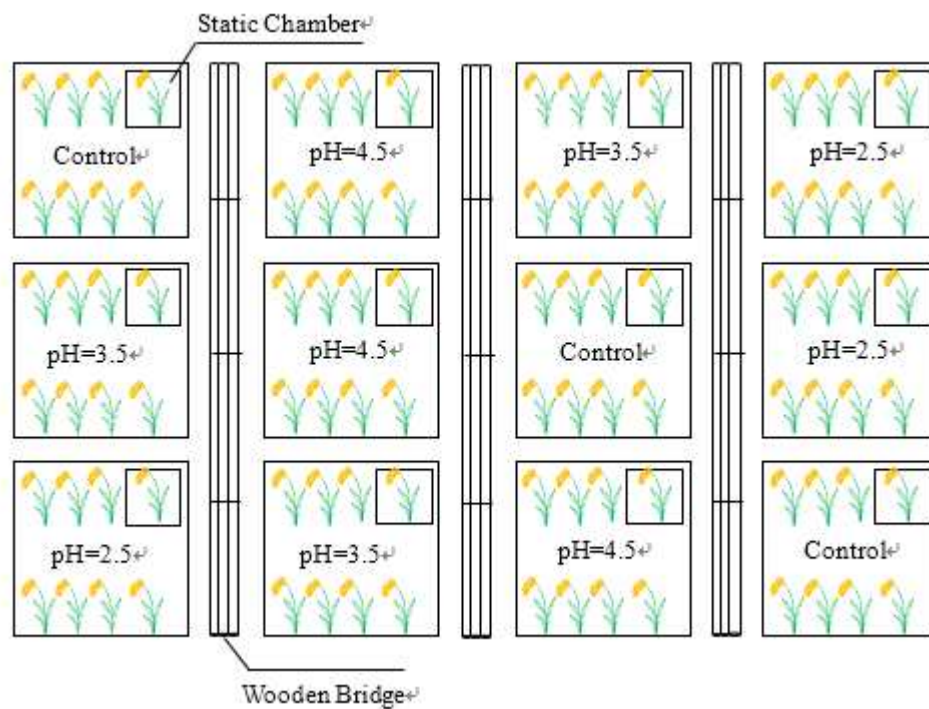 Static Chamber↵
Control↵
pH=4.5↵
pH=3.5↵
pH=2.5↵
pH=3.5↵
pH=4.5↵
Control↵
pH=2.5↵
pH=2.5↵
pH=3.5↵
pH=4.5↵
Control↵
Wooden Bridge↵